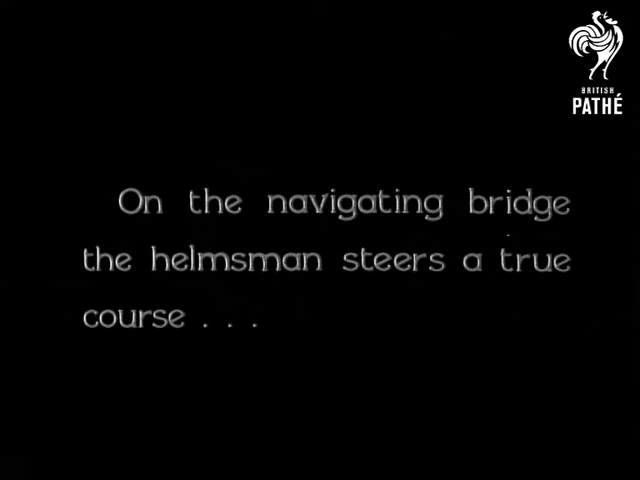 BRITISH
PATHÉ
On the navigating bridge
the helmsman steers a true
course . . .